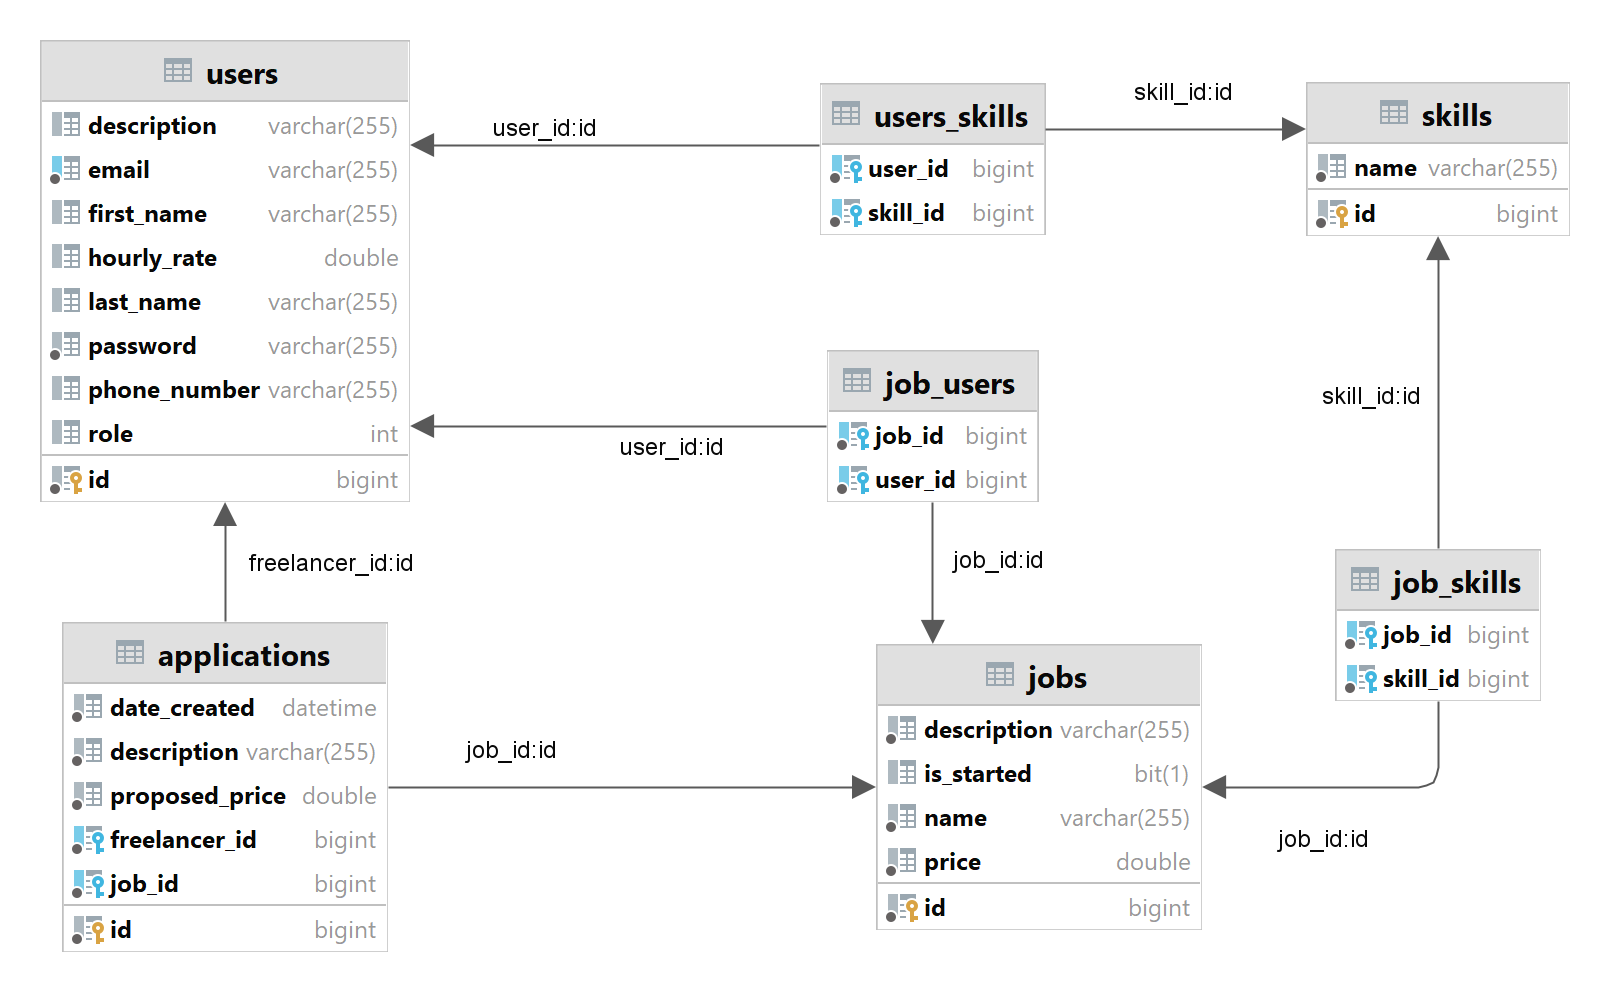 users
description varchar(255)
email varchar(255)
first_name varchar(255)
hourly_rate double
last_name varchar(255)
password varchar(255)
phone_number varchar(255)
role int
id bigint
user_id:id
users_skills
user_id bigint
skill_id bigint
skill_id:id
skills
name varchar(255)
id bigint
job_users
job_id bigint
user_id bigint
user_id:id
skill_id:id
freelancer_id:id
job_id:id
job_skills
job_id bigint
skill_id bigint
applications
date_created datetime
description varchar(255)
proposed_price double
freelancer_id bigint
job_id bigint
id bigint
job_id:id
jobs
description varchar(255)
is_started bit(1)
name varchar(255)
price double
id bigint
job_id:id